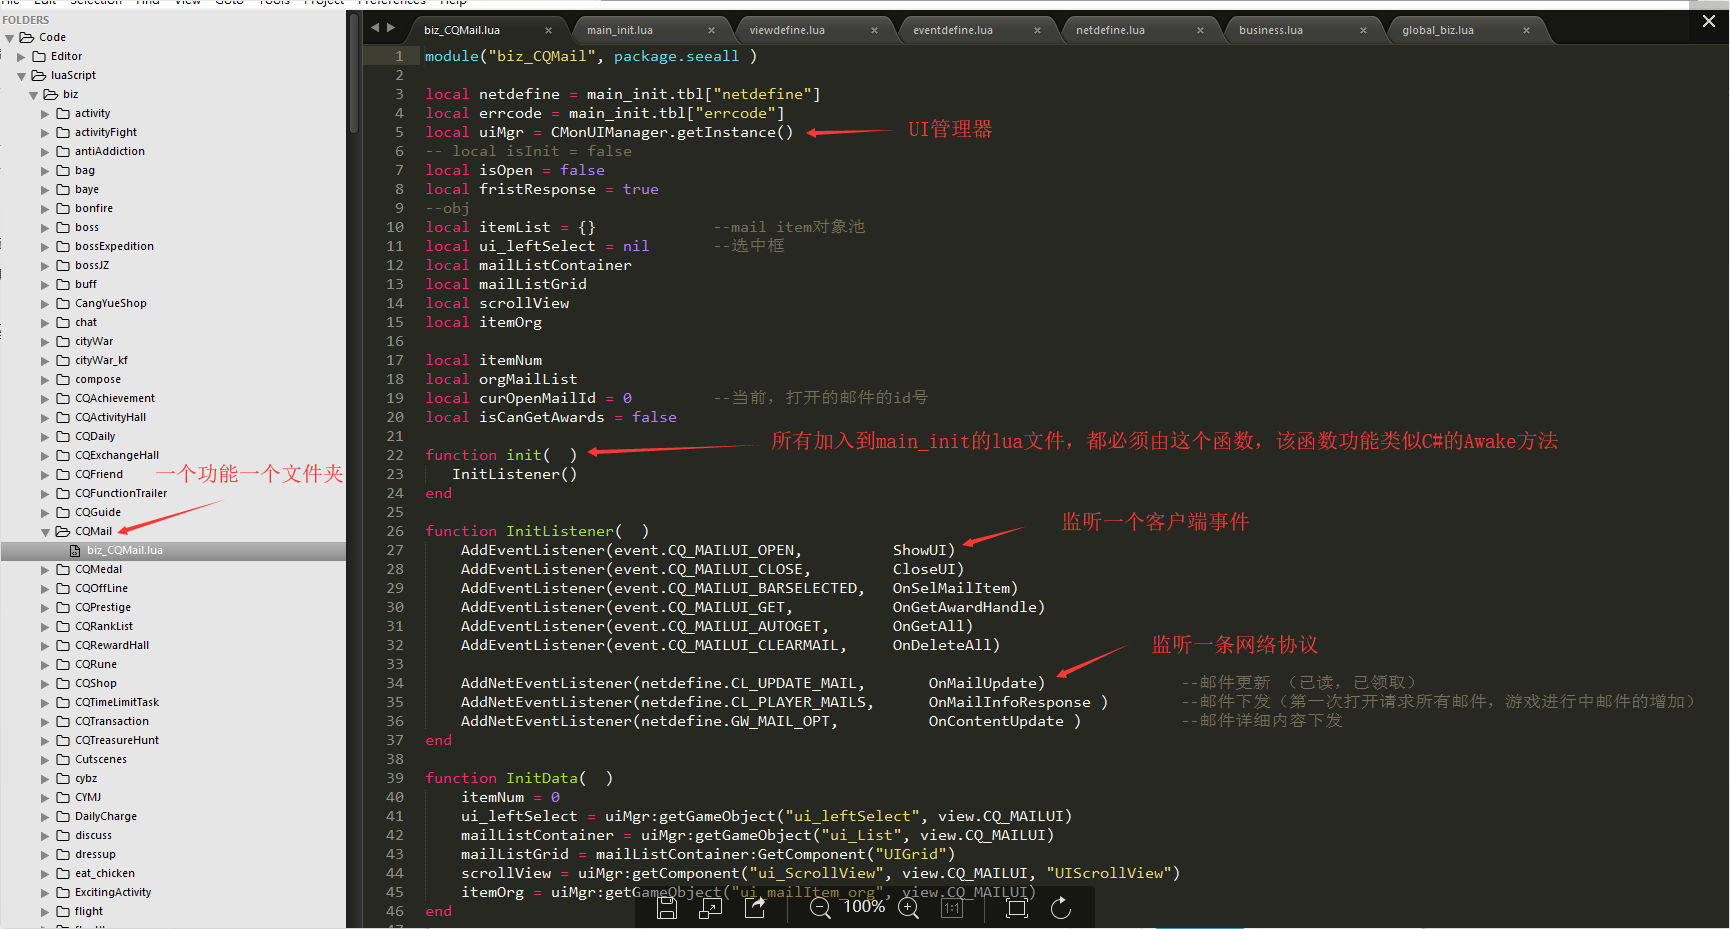 FOLDERS
Code
Editor
luaScript
biz
activity
activityFight
antiAddiction
bag
baye
bonfire
boss
bossExpedition
bossJZ
buff
CangYueShop
chat
cityWar
cityWar_kf
compose
CQAchievement
CQActivityHall
CQDaily
CQExchangeHall
CQFriend
CQFunctionTrailer
CQGuide
CQMail
biz_CQMail.lua
CQMedal
CQOffLine
CQPrestige
CQRankList
CQRewardHall
CQRune
CQShop
CQTimeLimitTask
CQTransaction
CQTreasureHunt
Cutscenes
cybz
CYMJ
DailyCharge
discuss
dressup
eat_chicken
ExcitingActivity
flight
一个功能一个文件夹
biz_CQMail.lua × main_init.lua × viewdefine.lua × eventdefine.lua × netdefine.lua × business.lua × global_biz.lua ×
1 module("biz_CQMail", package.seeall )
2
3 local netdefine = main_init.tbl["netdefine"]
4 local errcode = main_init.tbl["errcode"]
5 local uiMgr = CMonUIManager.getInstance() UI管理器
6 -- local isInit = false
7 local isOpen = false
8 local fristResponse = true
9 --obj
10 local itemList = {} --mail item对象池
11 local ui_leftSelect = nil --选中框
12 local mailListContainer
13 local mailListGrid
14 local scrollView
15 local itemOrg
16
17 local itemNum
18 local orgMailList
19 local curOpenMailId = 0 --当前，打开的邮件的id号
20 local isCanGetAwards = false
21
所有加入到main_init的lua文件，都必须由这个函数，该函数功能类似C#的Awake方法
22 function init( )
23 InitListener()
24 end
25
监听一个客户端事件
26 function InitListener( )
27 AddEventListener(event.CQ_MAILUI_OPEN, ShowUI)
28 AddEventListener(event.CQ_MAILUI_CLOSE, CloseUI)
29 AddEventListener(event.CQ_MAILUI_BARSELECTED, OnSelMailItem)
30 AddEventListener(event.CQ_MAILUI_GET, OnGetAwardHandle)
31 AddEventListener(event.CQ_MAILUI_AUTOGET, OnGetAll)
32 AddEventListener(event.CQ_MAILUI_CLEARMAIL, OnDeleteAll)
监听一条网络协议
33
34 AddNetEventListener(netdefine.CL_UPDATE_MAIL, OnMailUpdate) --邮件更新 （已读，已领取）
35 AddNetEventListener(netdefine.CL_PLAYER_MAILS, OnMailInfoResponse ) --邮件下发（第一次打开请求所有邮件，游戏进行中邮件的增加）
36 AddNetEventListener(netdefine.GW_MAIL_OPT, OnContentUpdate ) --邮件详细内容下发
37 end
38
39 function InitData( )
40 itemNum = 0
41 ui_leftSelect = uiMgr:getGameObject("ui_leftSelect", view.CQ_MAILUI)
42 mailListContainer = uiMgr:getGameObject("ui_List", view.CQ_MAILUI)
43 mailListGrid = mailListContainer:GetComponent("UIGrid")
44 scrollView = uiMgr:getComponent("ui_ScrollView", view.CQ_MAILUI, "UIScrollView")
45 itemOrg = uiMgr:getGameObject("ui_mailItem_org", view.CQ_MAILUI)
46 end
100%
1:1